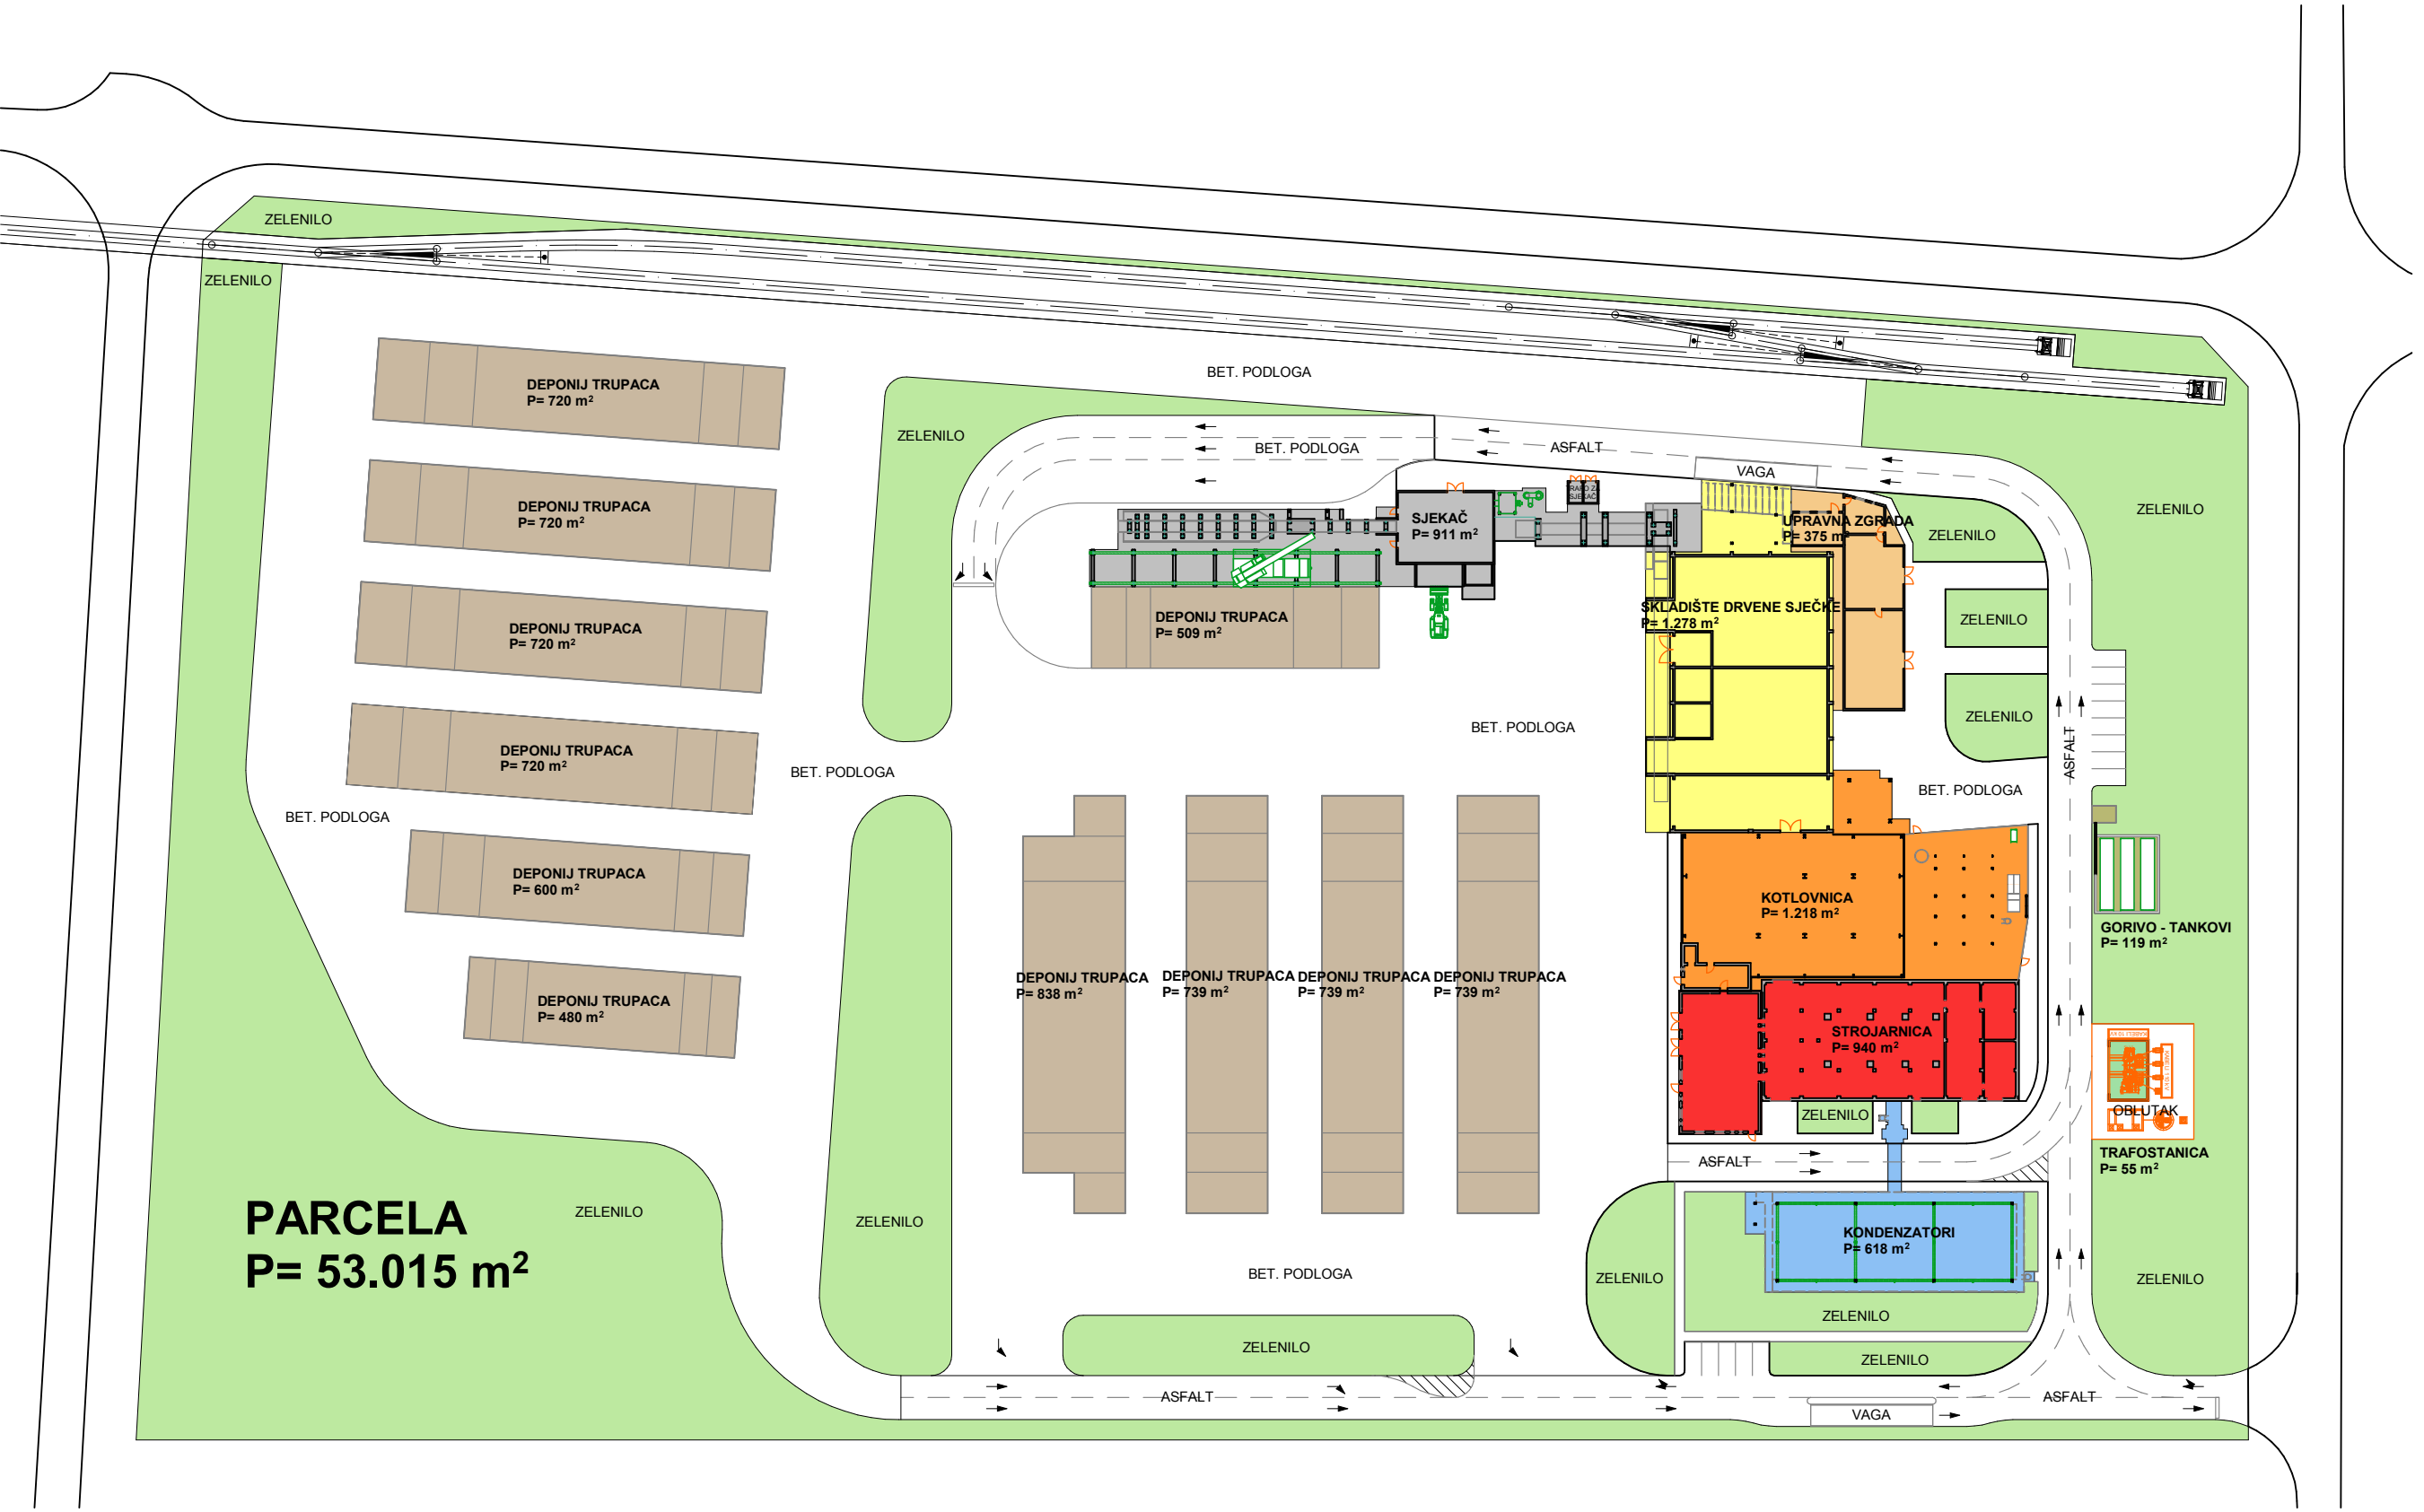 ZELENILO
ZELENILO
BET. PODLOGA
DEPONIJ TRUPACA
P= 720 m²
DEPONIJ TRUPACA
P= 720 m²
DEPONIJ TRUPACA
P= 720 m²
DEPONIJ TRUPACA
P= 720 m²
DEPONIJ TRUPACA
P= 600 m²
DEPONIJ TRUPACA
P= 480 m²
BET. PODLOGA
BET. PODLOGA
ZELENILO
BET. PODLOGA
ASFALT
VAGA
SJEKAČ
P= 911 m²
DEPONIJ TRUPACA
P= 509 m²
UPRAVNA ZGRADA
P= 375 m²
ZELENILO
ZELENILO
SKLADIŠTE DRVENE SJEČKE
P= 1.278 m²
ZELENILO
ZELENILO
BET. PODLOGA
ASFALT
BET. PODLOGA
KOTLOVNICA
P= 1.218 m²
GORIVO - TANKOVI
P= 119 m²
DEPONIJ TRUPACA
P= 838 m²
DEPONIJ TRUPACA
P= 739 m²
DEPONIJ TRUPACA
P= 739 m²
DEPONIJ TRUPACA
P= 739 m²
STROJARNICA
P= 940 m²
OBLUTAK
TRAFOSTANICA
P= 55 m²
ZELENILO
ASFALT
PARCELA
P= 53.015 m²
ZELENILO
ZELENILO
KONDENZATORI
P= 618 m²
BET. PODLOGA
ZELENILO
ZELENILO
ZELENILO
ZELENILO
ZELENILO
ASFALT
VAGA
ASFALT